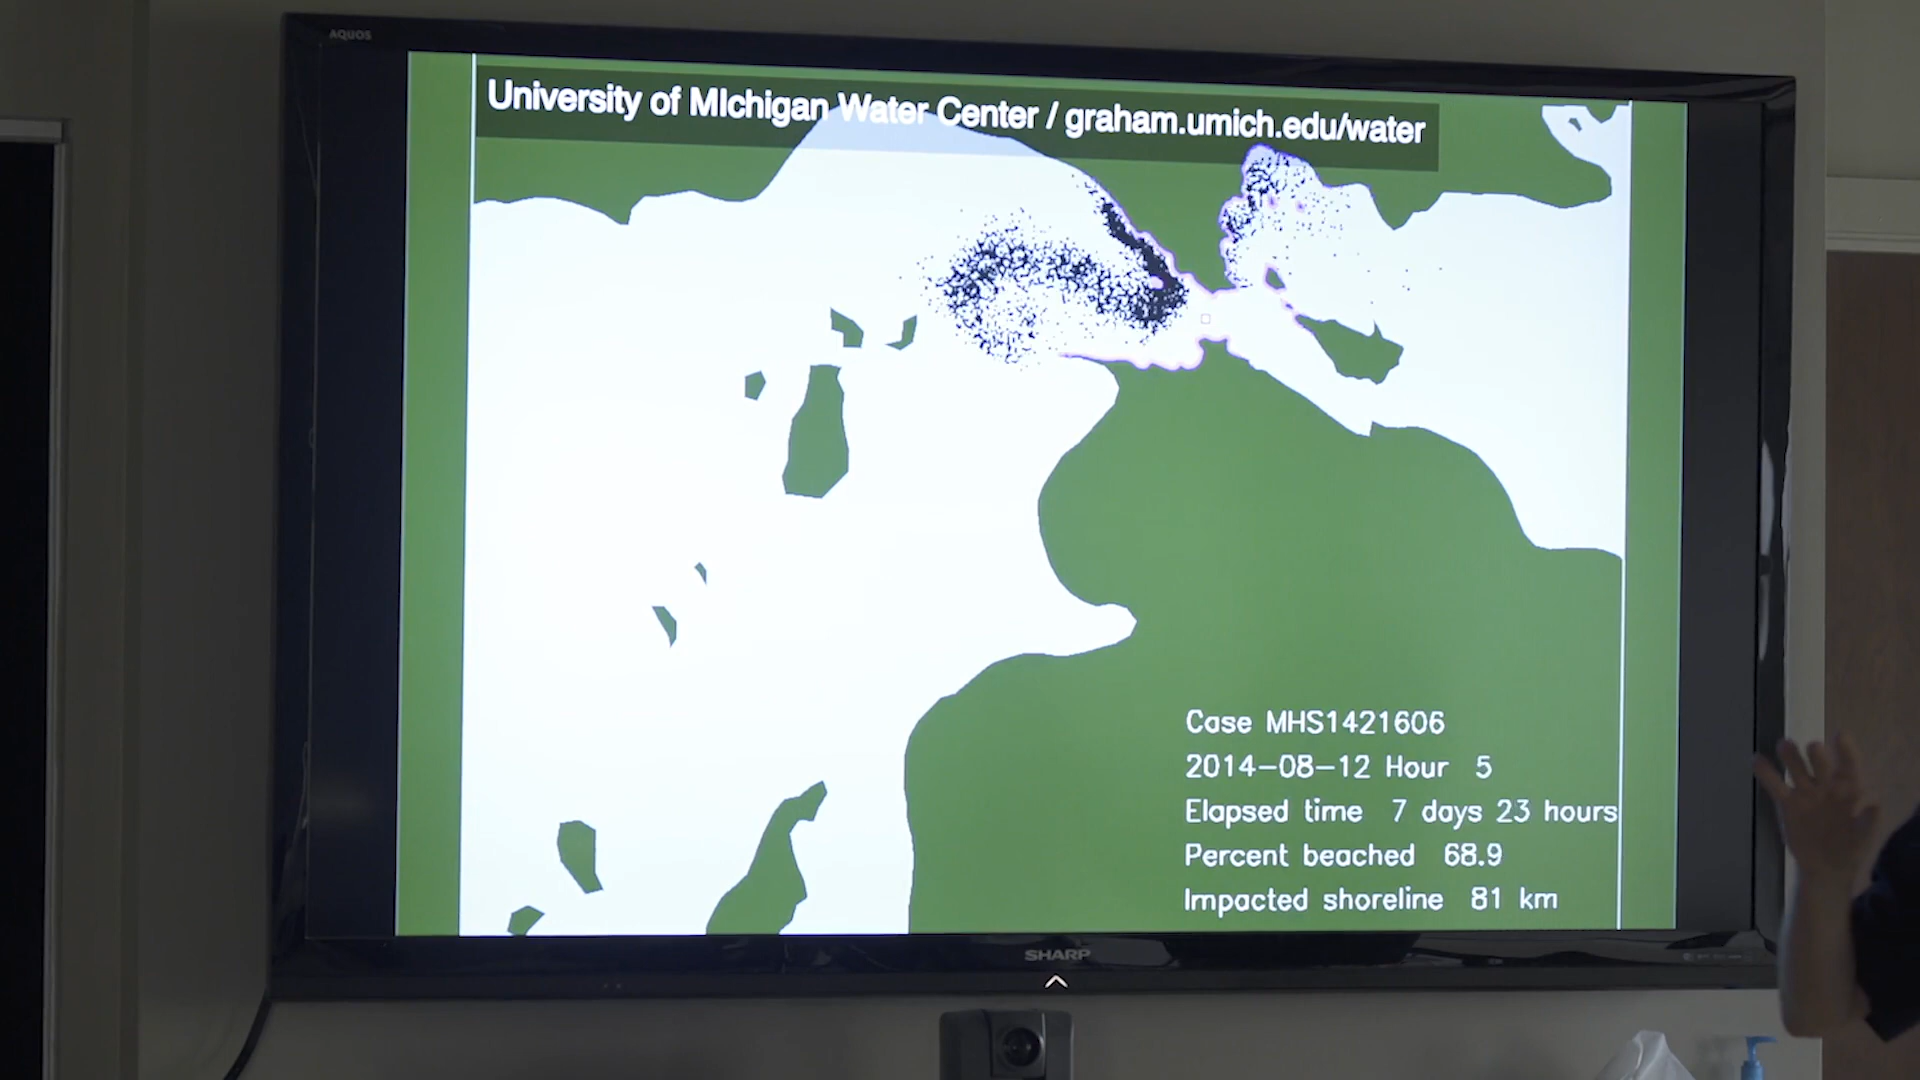 AQUOS
University of MIchigan Water Center / graham.umich.edu/water
Case MHS1421606
2014-08-12 Hour 5
Elapsed time 7 days 23 hours
Percent beached 68.9
Impacted shoreline 81 km
SHARP